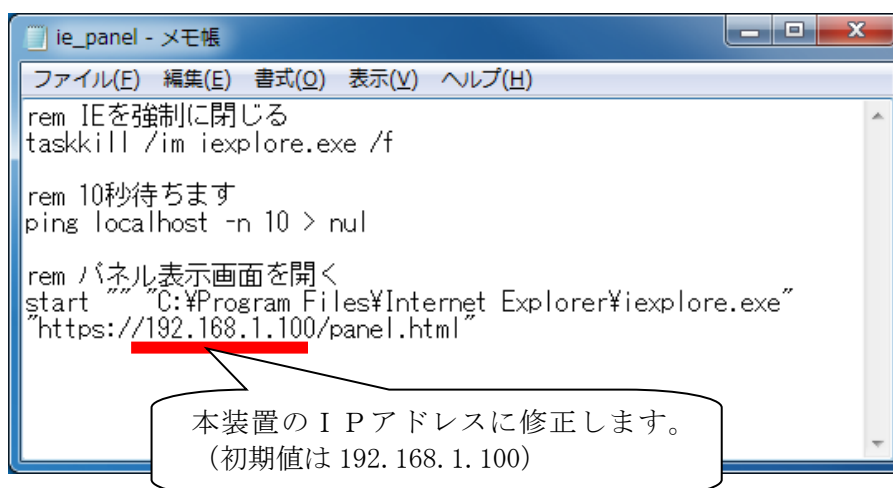 ie_panel - メモ帳
ファイル(F) 編集(E) 書式(O) 表示(V) ヘルプ(H)
rem IEを強制に閉じる
taskkill /im iexplore.exe /f
rem 10秒待ちます
ping localhost -n 10 > nul
rem パネル表示画面を開く
start "" "C:¥Program Files¥Internet Explorer¥iexplore.exe"
"https://192.168.1.100/panel.html"
本装置のIPアドレスに修正します。
(初期値は 192.168.1.100)